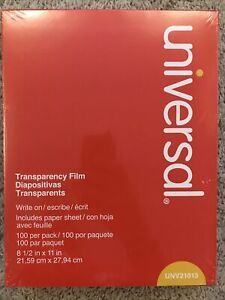 universal®
Transparency Film
Diapositivas
Transparents
Write on / escribe / écrit
Includes paper sheet / con hoja
avec feuille
100 per pack / 100 por paquete
100 par paquet
8 1/2 in x 11 in
21,59 cm x 27,94 cm
UNV21013